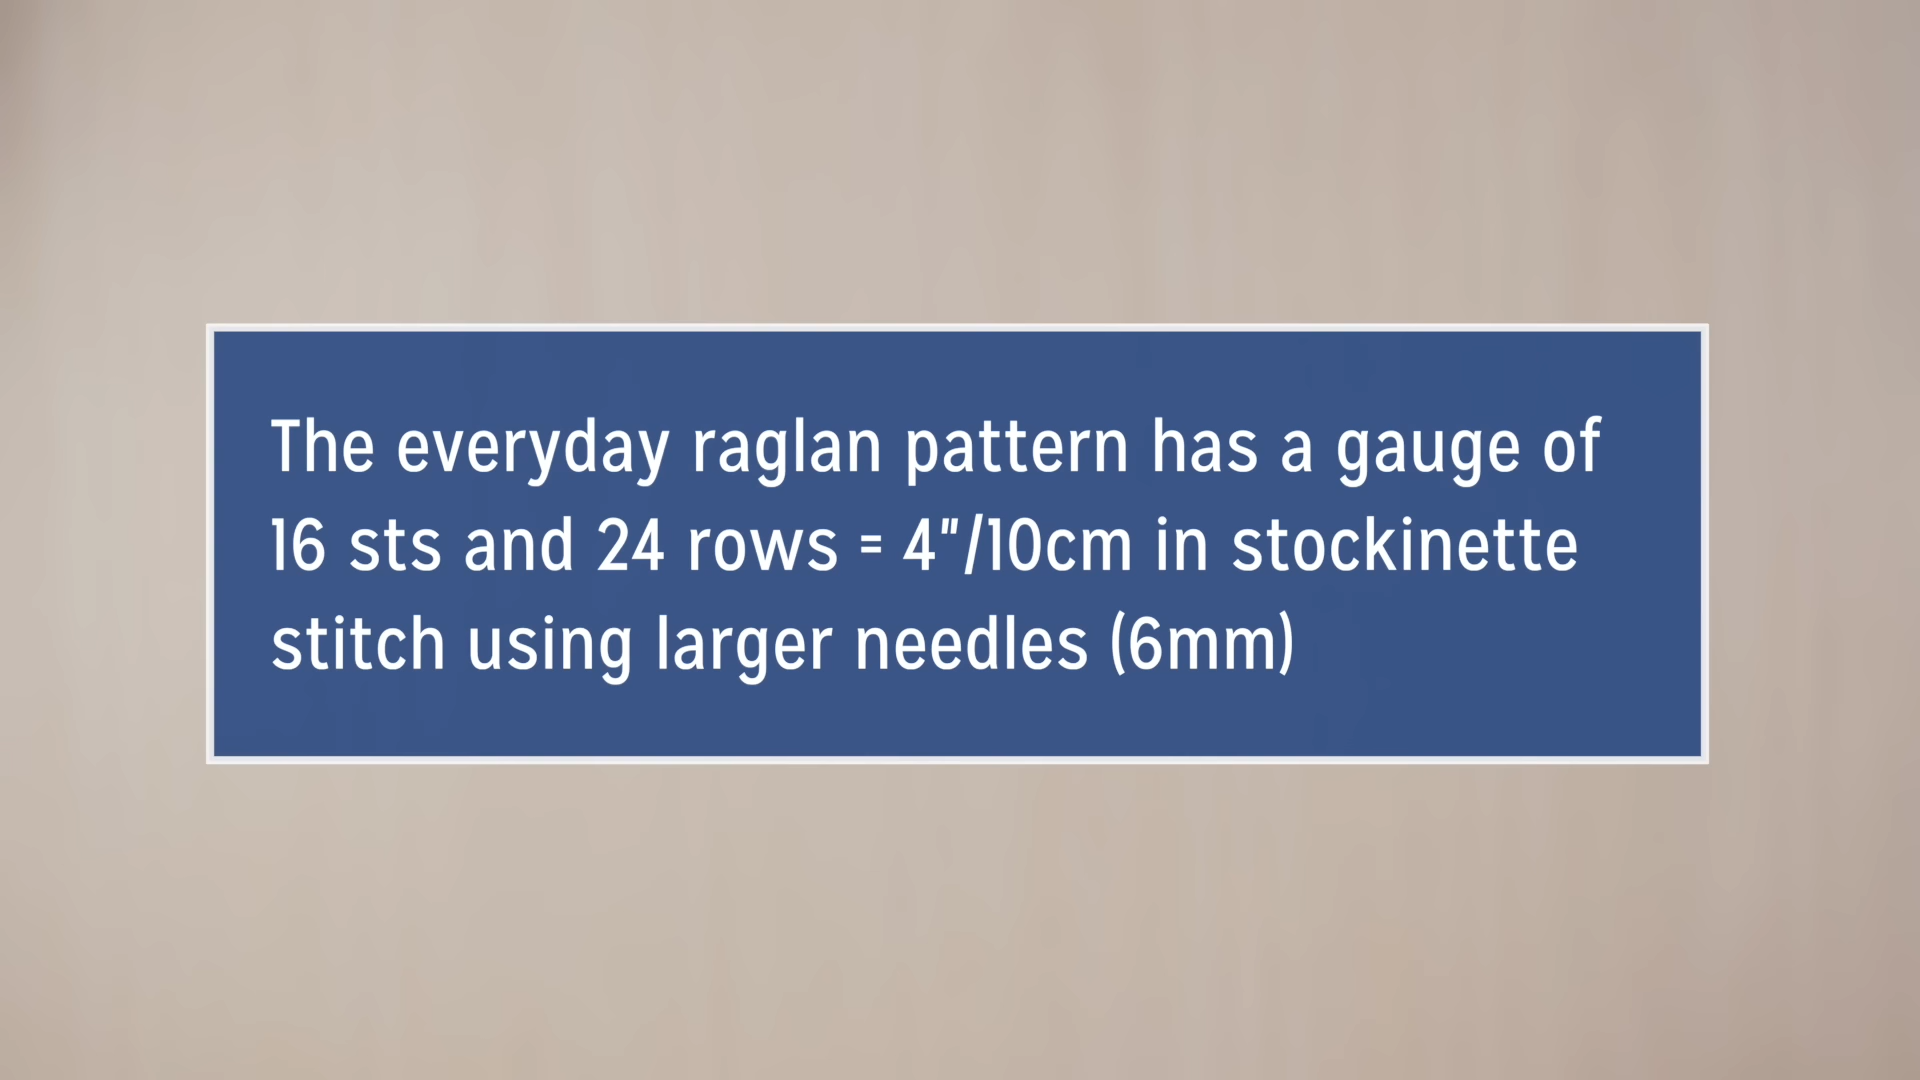 The everyday raglan pattern has a gauge of
16 sts and 24 rows = 4"/10cm in stockinette
stitch using larger needles (6mm)